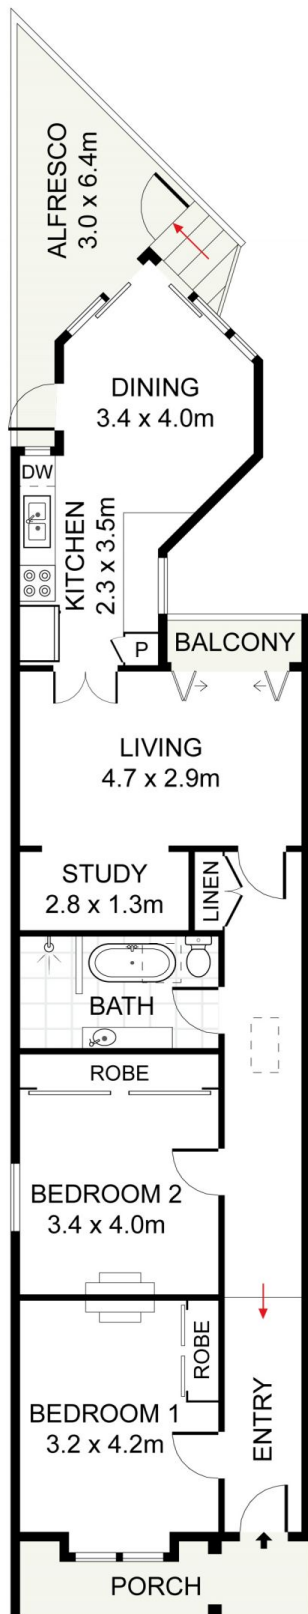 ALFRESCO
3.0 x 6.4m
DINING
3.4 x 4.0m
DW
KITCHEN
2.3 x 3.5m
P
BALCONY
LIVING
4.7 x 2.9m
STUDY
2.8 x 1.3m
LINEN
BATH
ROBE
BEDROOM 2
3.4 x 4.0m
ROBE
BEDROOM 1
3.2 x 4.2m
ENTRY
PORCH